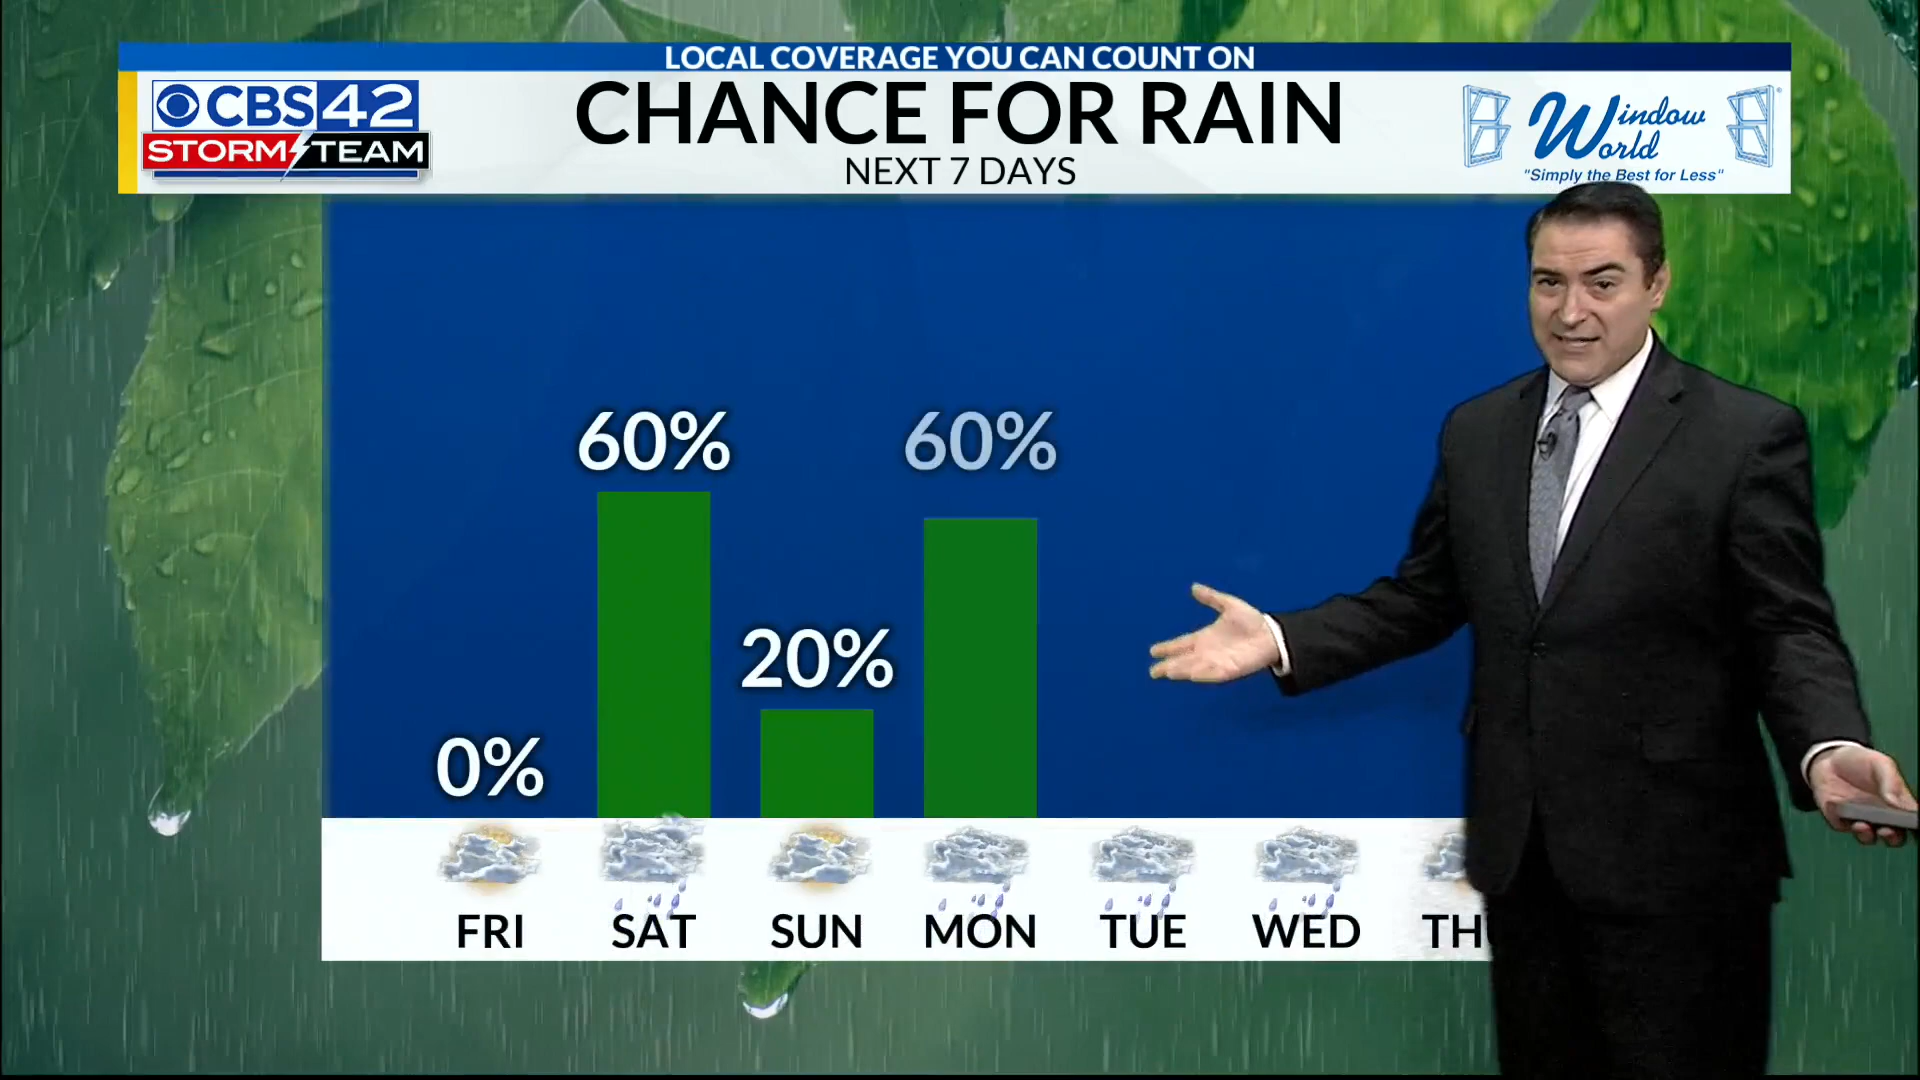 LOCAL COVERAGE YOU CAN COUNT ON
CBS 42
STORM TEAM
CHANCE FOR RAIN
NEXT 7 DAYS
Window
World
"Simply the Best for Less"
60%
60%
20%
0%
FRI SAT SUN MON TUE WED